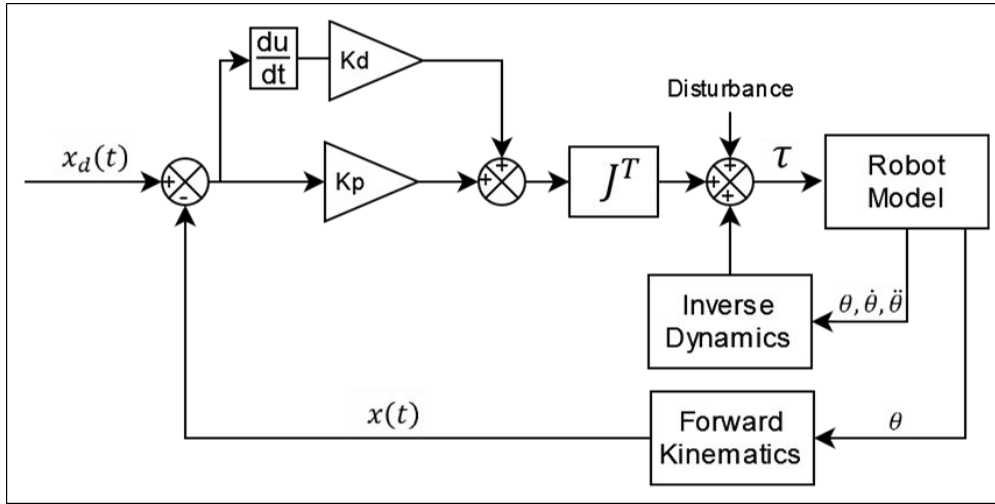 du
dt
Kd
Disturbance
x_d(t)
+
-
Kp
+
+
J^T
+
+
+
τ
Robot
Model
Inverse
Dynamics
θ, θ̇, θ̈
x(t)
Forward
Kinematics
θ